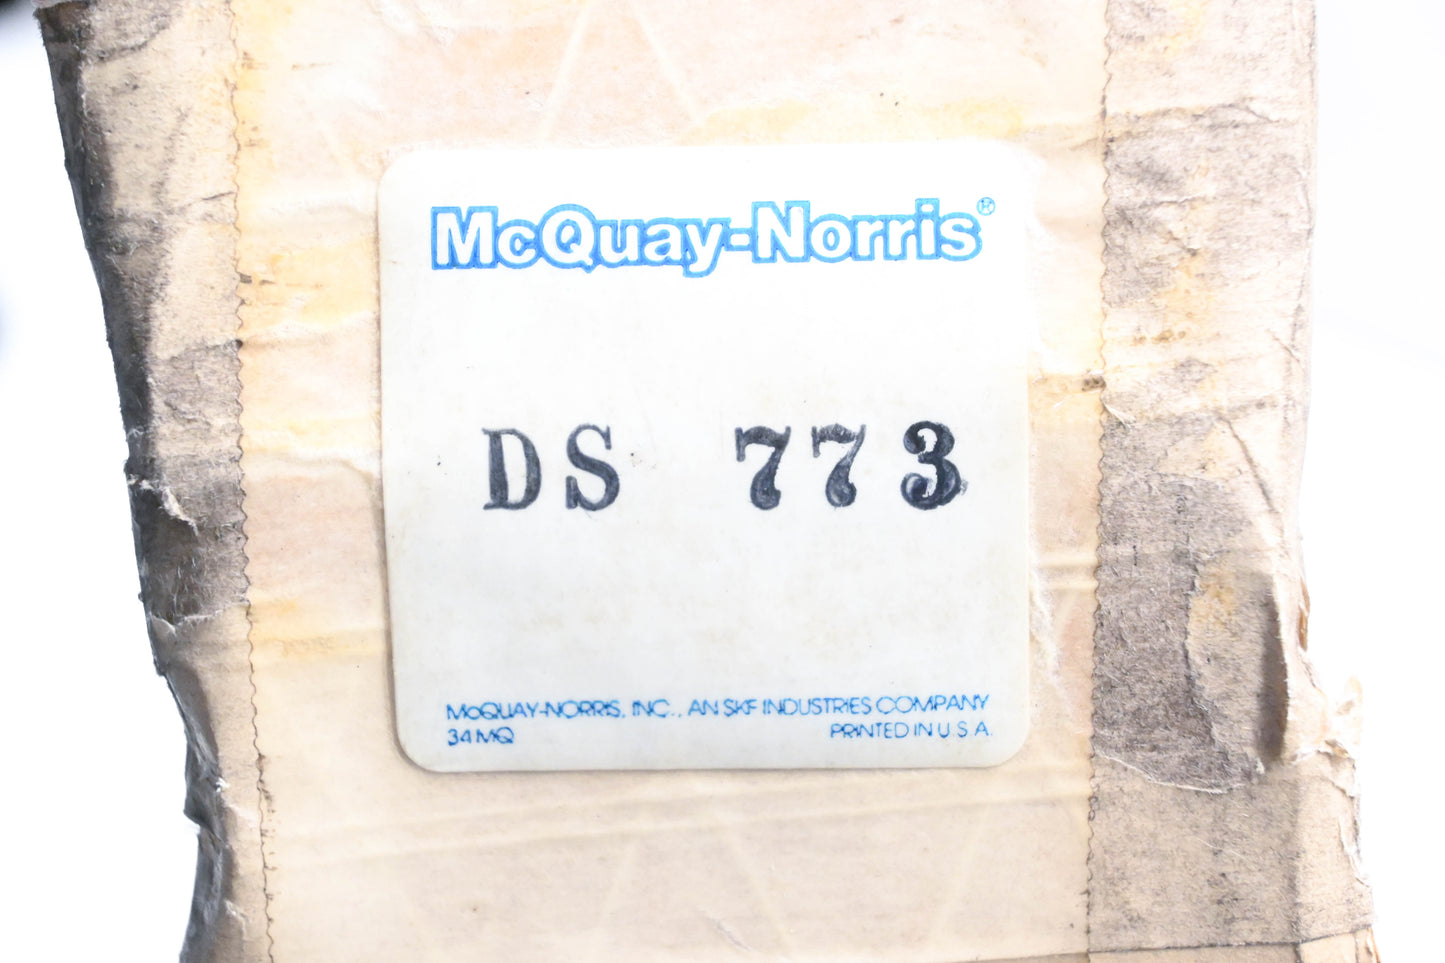 McQuay-Norris®
DS 773
McQUAY-NORRIS, INC., AN SKF INDUSTRIES COMPANY
34MQ PRINTED IN U.S.A.